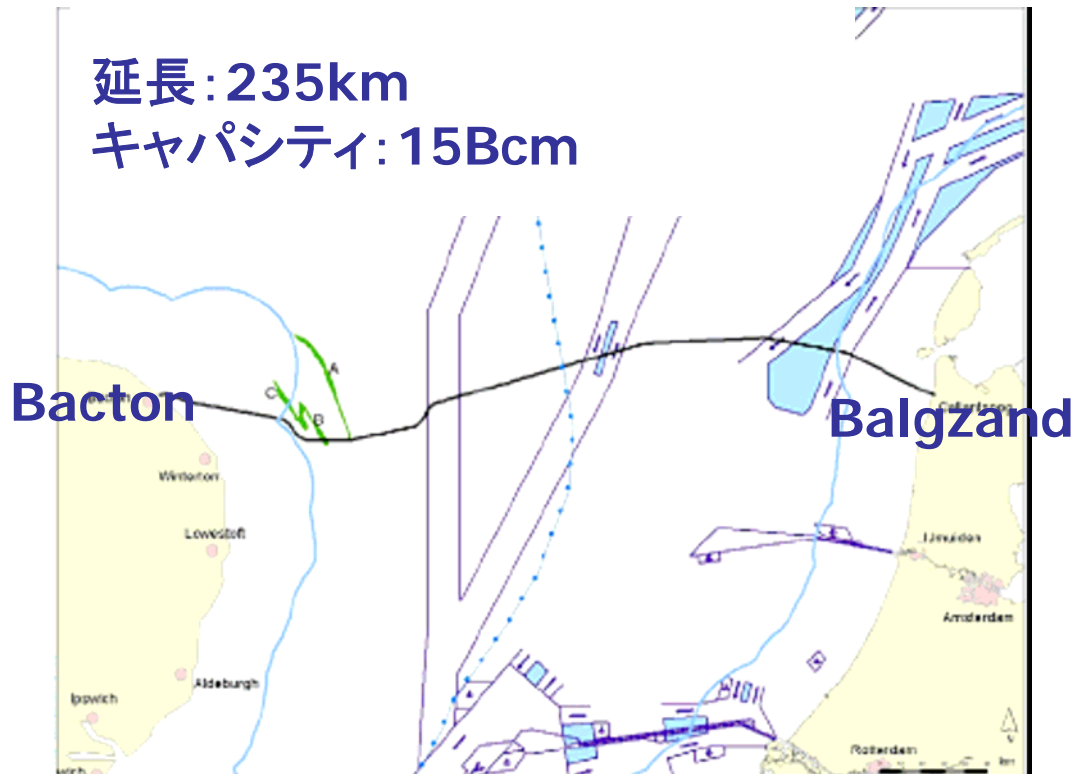 延長：235km
キャパシティ：15Bcm
A
C
B
Bacton
Balgzand
Winterton
Lowestoft
IJmuiden
Amsterdam
Aldeburgh
Ipswich
Rotterdam
N
km